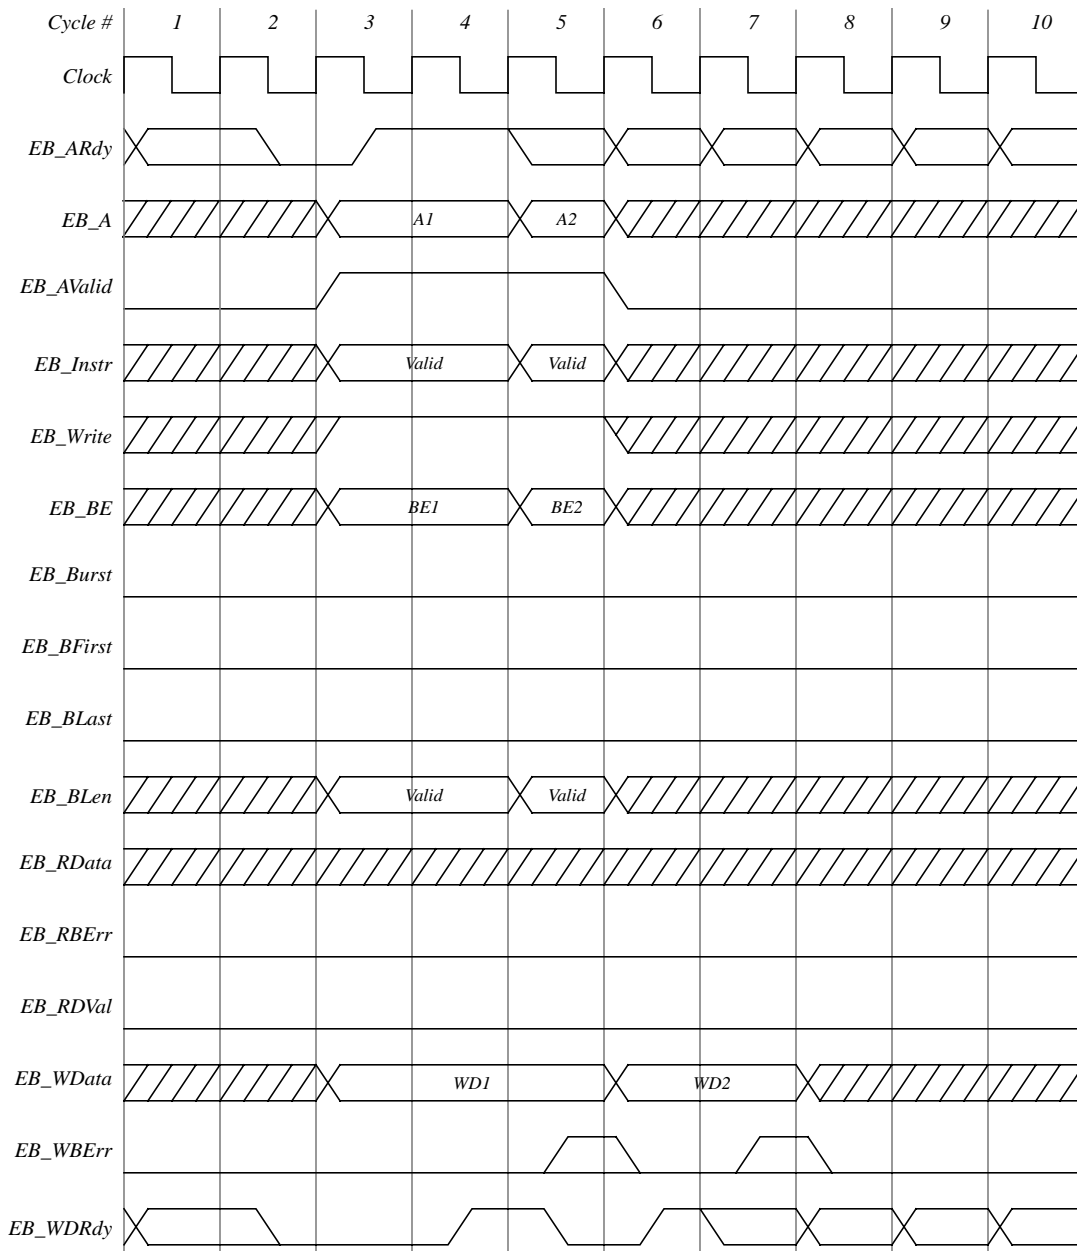 Cycle # 1 2 3 4 5 6 7 8 9 10
Clock
EB_ARdy
EB_A A1 A2
EB_AValid
EB_Instr Valid Valid
EB_Write
EB_BE BE1 BE2
EB_Burst
EB_BFirst
EB_BLast
EB_BLen Valid Valid
EB_RData
EB_RBErr
EB_RDVal
EB_WData WD1 WD2
EB_WBErr
EB_WDRdy